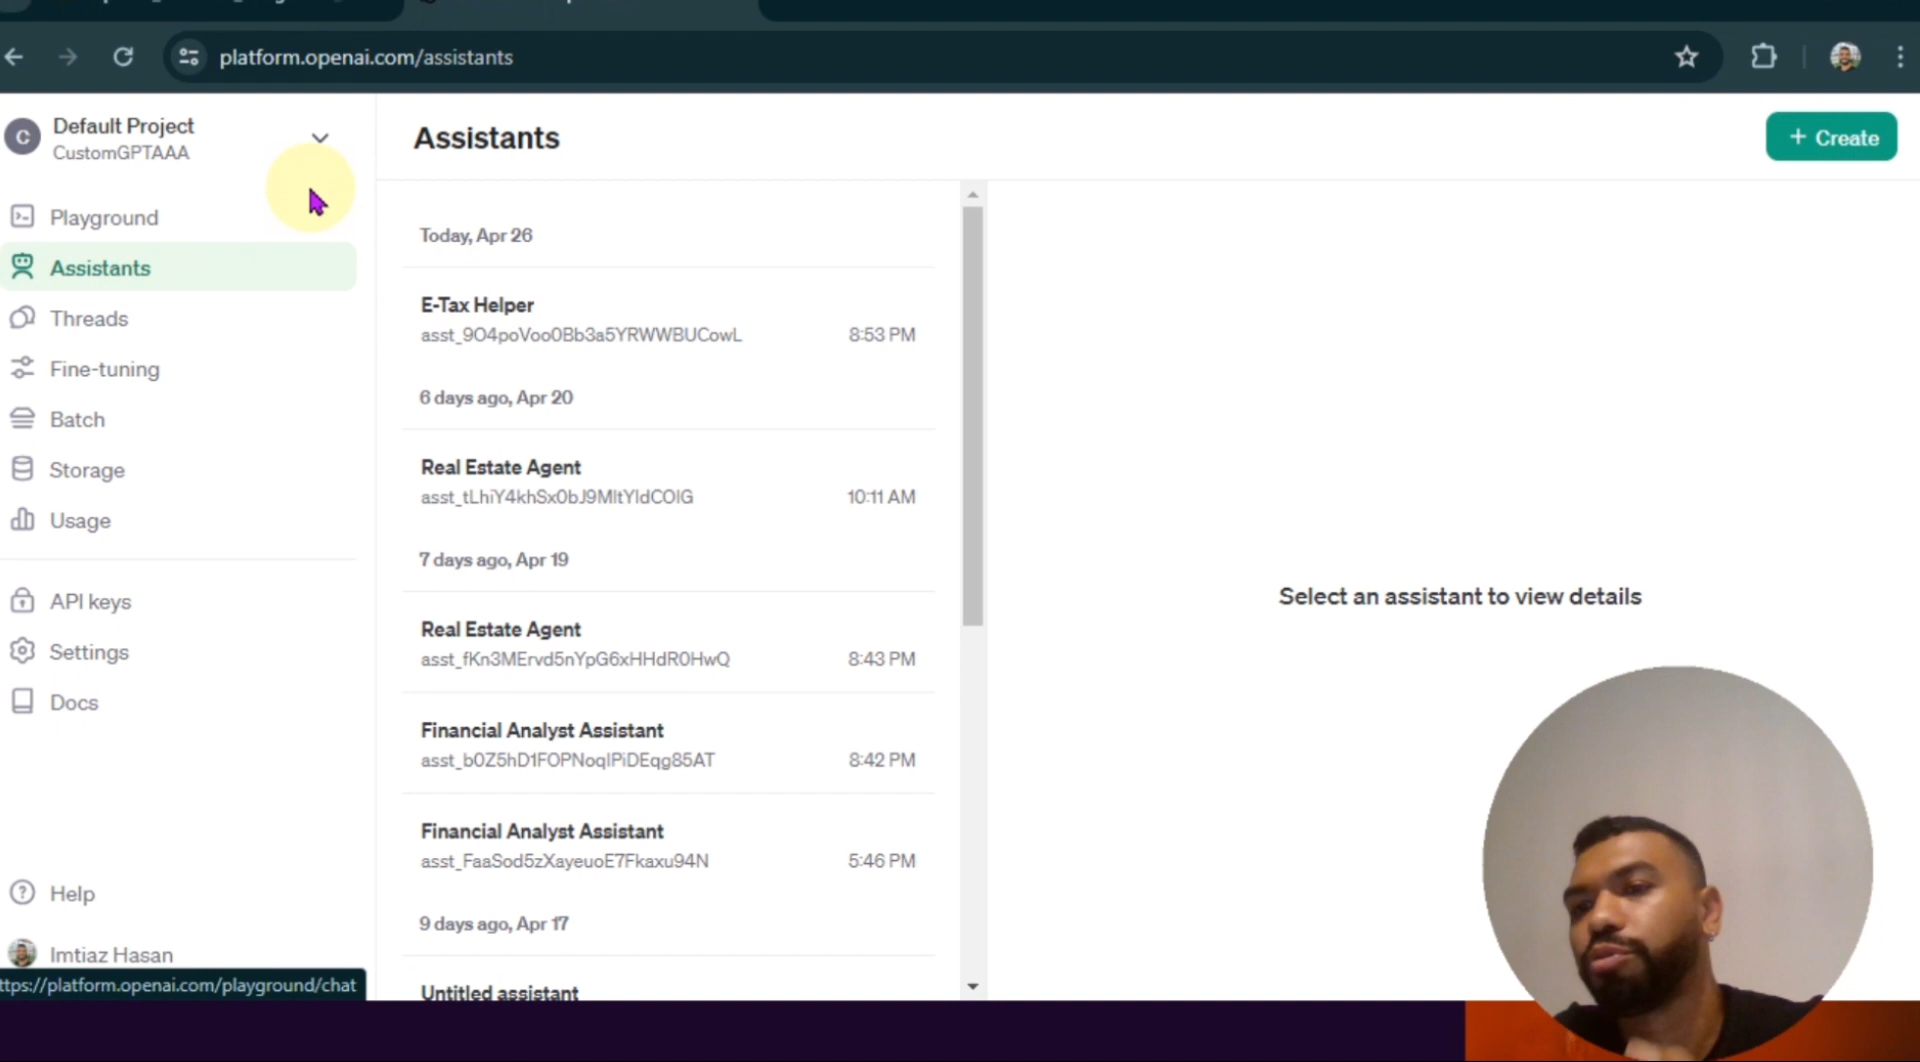 platform.openai.com/assistants
C
Default Project
CustomGPTAAA
Playground
Assistants
Threads
Fine-tuning
Batch
Storage
Usage
API keys
Settings
Docs
Help
Imtiaz Hasan
ttps://platform.openai.com/playground/chat
Assistants
+ Create
Today, Apr 26
E-Tax Helper
asst_9O4poVoo0Bb3a5YRWWBUCowL 8:53 PM
6 days ago, Apr 20
Real Estate Agent
asst_tLhiY4khSx0bJ9MltYldCOlG 10:11 AM
7 days ago, Apr 19
Real Estate Agent
asst_fKn3MErvd5nYpG6xHHdR0HwQ 8:43 PM
Financial Analyst Assistant
asst_b0Z5hD1FOPNoqlPiDEqg85AT 8:42 PM
Financial Analyst Assistant
asst_FaaSod5zXayeuoE7Fkaxu94N 5:46 PM
9 days ago, Apr 17
Untitled assistant
Select an assistant to view details